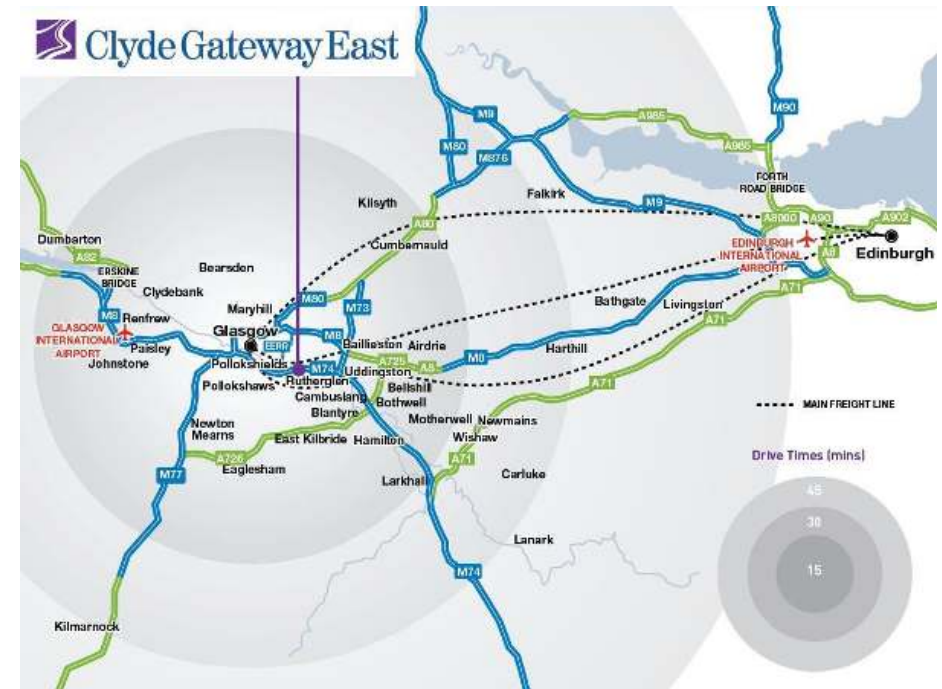 Clyde Gateway East
M90
M9
A985
M80
M876
A985
FORTH
ROAD BRIDGE
Falkirk
Kilsyth
M9
A8000
A90
A902
A80
Dumbarton
Cumbernauld
EDINBURGH
INTERNATIONAL
AIRPORT
A8
Edinburgh
A82
Bearsden
ERSKINE
BRIDGE
Clydebank
A71
M80
M73
Bathgate
Livingston
Maryhill
M8
Renfrew
A71
GLASGOW
INTERNATIONAL
AIRPORT
Glasgow
M8
EERR
Baillieston
Airdrie
Harthill
Paisley
Johnstone
Pollokshields
M74
Uddingston
A725
A8
M8
Pollokshaws
Rutherglen
Bellshill
A71
Cambuslang
Bothwell
MAIN FREIGHT LINE
Blantyre
Motherwell
Newmains
Newton
Mearns
East Kilbride
Hamilton
Wishaw
A726
Eaglesham
A71
Drive Times (mins)
M77
Larkhall
Carluke
45
30
Lanark
15
M74
Kilmarnock